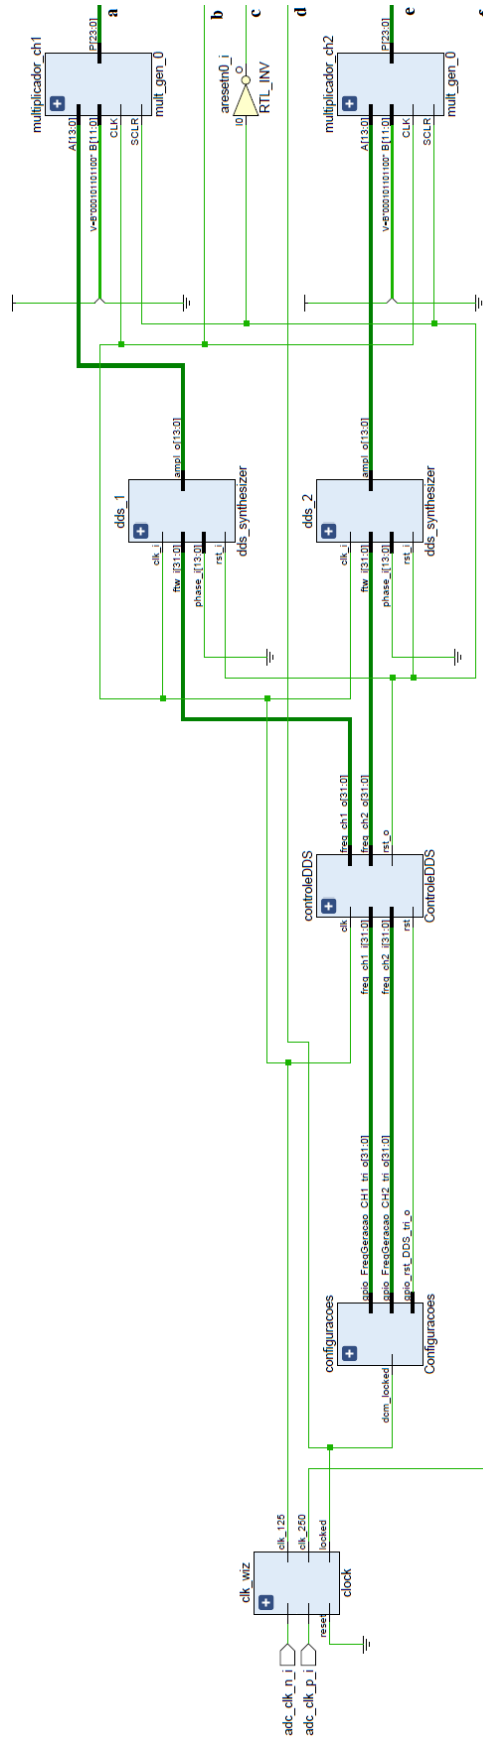 adc_clk_n_i
adc_clk_p_i
clk_wiz
reset
clk_125
clk_250
locked
clock
configuracoes
dcm_locked
gpio_FreqGeracao_CH1_tri_o[31:0]
gpio_FreqGeracao_CH2_tri_o[31:0]
gpio_rst_DDS_tri_o
Configuracoes
controleDDS
clk
freq_ch1_i[31:0]
freq_ch2_i[31:0]
rst
freq_ch1_o[31:0]
freq_ch2_o[31:0]
rst_o
ControleDDS
dds_1
clk_i
ftw_i[31:0]
phase_i[13:0]
rst_i
ampl_o[13:0]
dds_synthesizer
dds_2
clk_i
ftw_i[31:0]
phase_i[13:0]
rst_i
ampl_o[13:0]
dds_synthesizer
multiplicador_ch1
A[13:0]
V=B"000101101100" B[11:0]
CLK
SCLR
P[23:0]
mult_gen_0
a
b
aresetn0_i
I0
O
RTL_INV
c
d
multiplicador_ch2
A[13:0]
V=B"000101101100" B[11:0]
CLK
SCLR
P[23:0]
mult_gen_0
e
f